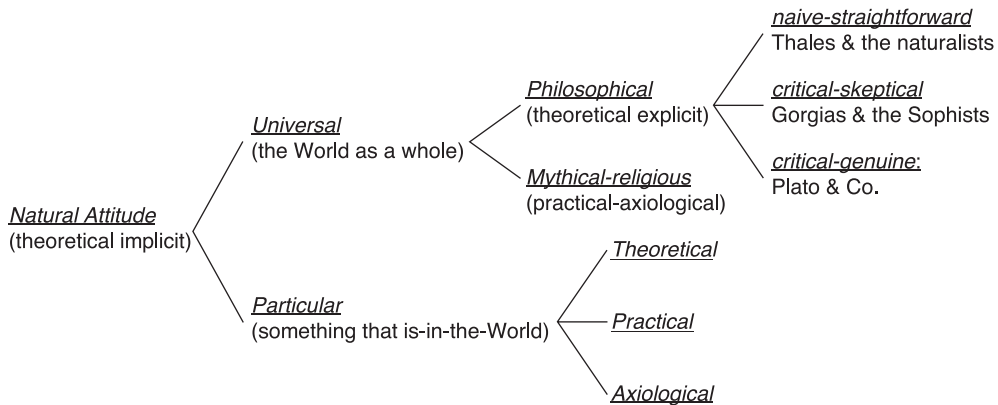 naive-straightforward
Thales & the naturalists
Philosophical
(theoretical explicit)
critical-skeptical
Gorgias & the Sophists
Universal
(the World as a whole)
critical-genuine:
Plato & Co.
Mythical-religious
(practical-axiological)
Natural Attitude
(theoretical implicit)
Theoretical
Particular
(something that is-in-the-World)
Practical
Axiological